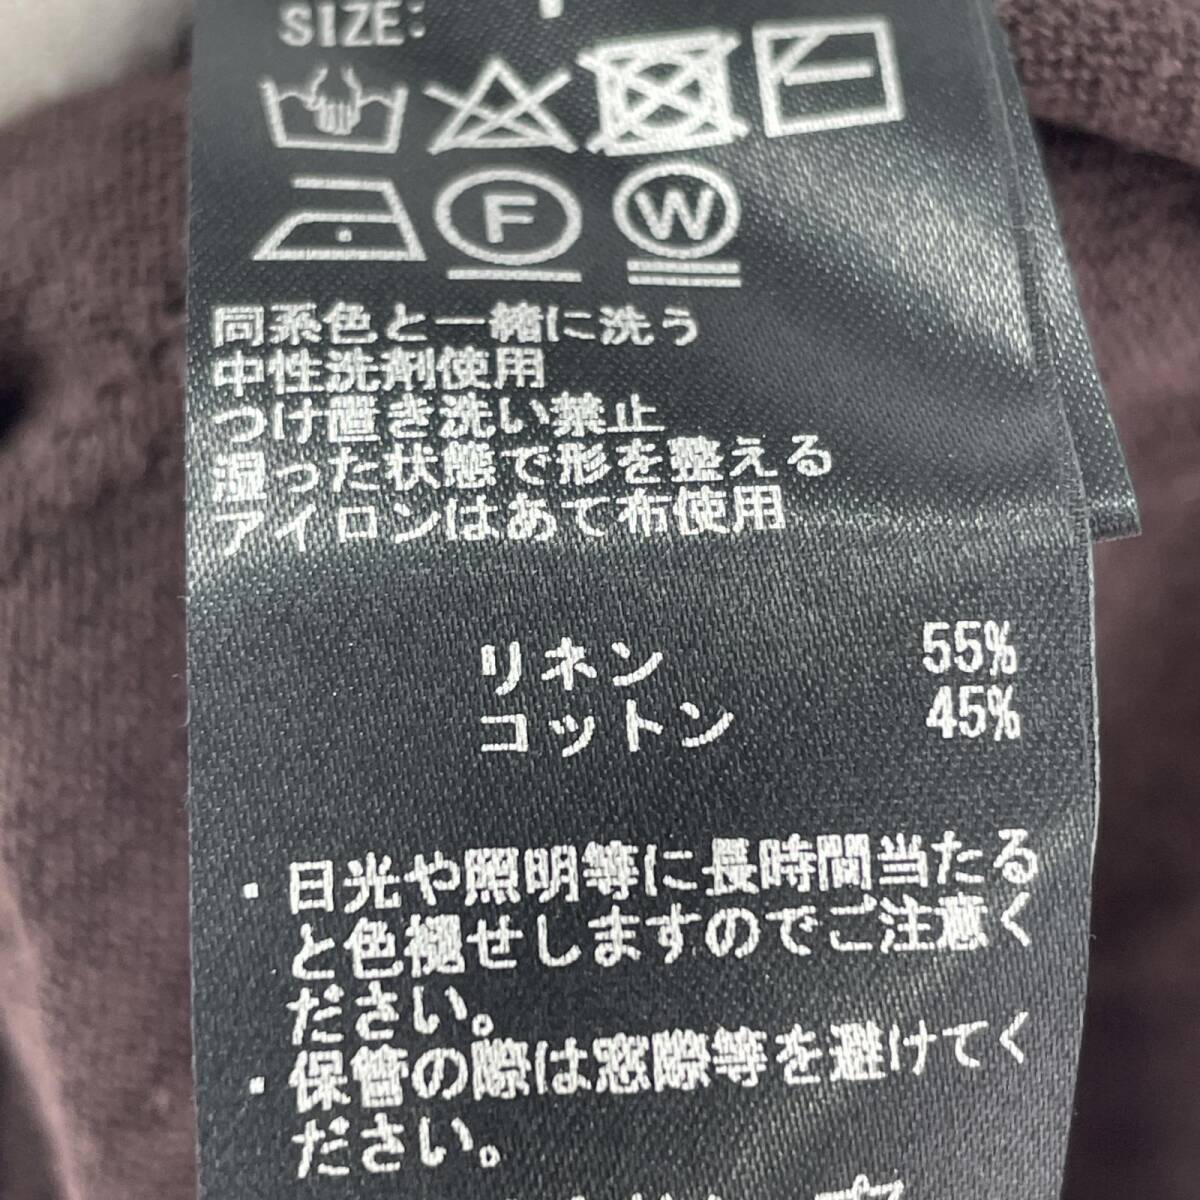 SIZE:
F
W
同系色と一緒に洗う
中性洗剤使用
つけ置き洗い禁止
湿った状態で形を整える
アイロンはあて布使用
リネン 55%
コットン 45%
・日光や照明等に長時間当たる
と色褪せしますのでご注意く
ださい。
・保管の際は窓際等を避けてく
ださい。